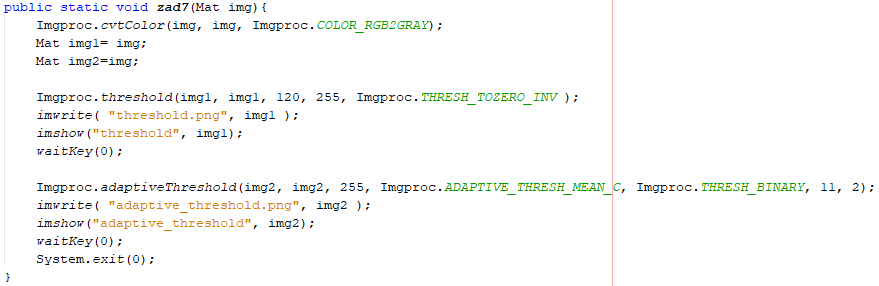 public static void zad7(Mat img){
    Imgproc.cvtColor(img, img, Imgproc.COLOR_RGB2GRAY);
    Mat img1= img;
    Mat img2=img;

    Imgproc.threshold(img1, img1, 120, 255, Imgproc.THRESH_TOZERO_INV );
    imwrite( "threshold.png", img1 );
    imshow("threshold", img1);
    waitKey(0);

    Imgproc.adaptiveThreshold(img2, img2, 255, Imgproc.ADAPTIVE_THRESH_MEAN_C, Imgproc.THRESH_BINARY, 11, 2);
    imwrite( "adaptive_threshold.png", img2 );
    imshow("adaptive_threshold", img2);
    waitKey(0);
    System.exit(0);
}